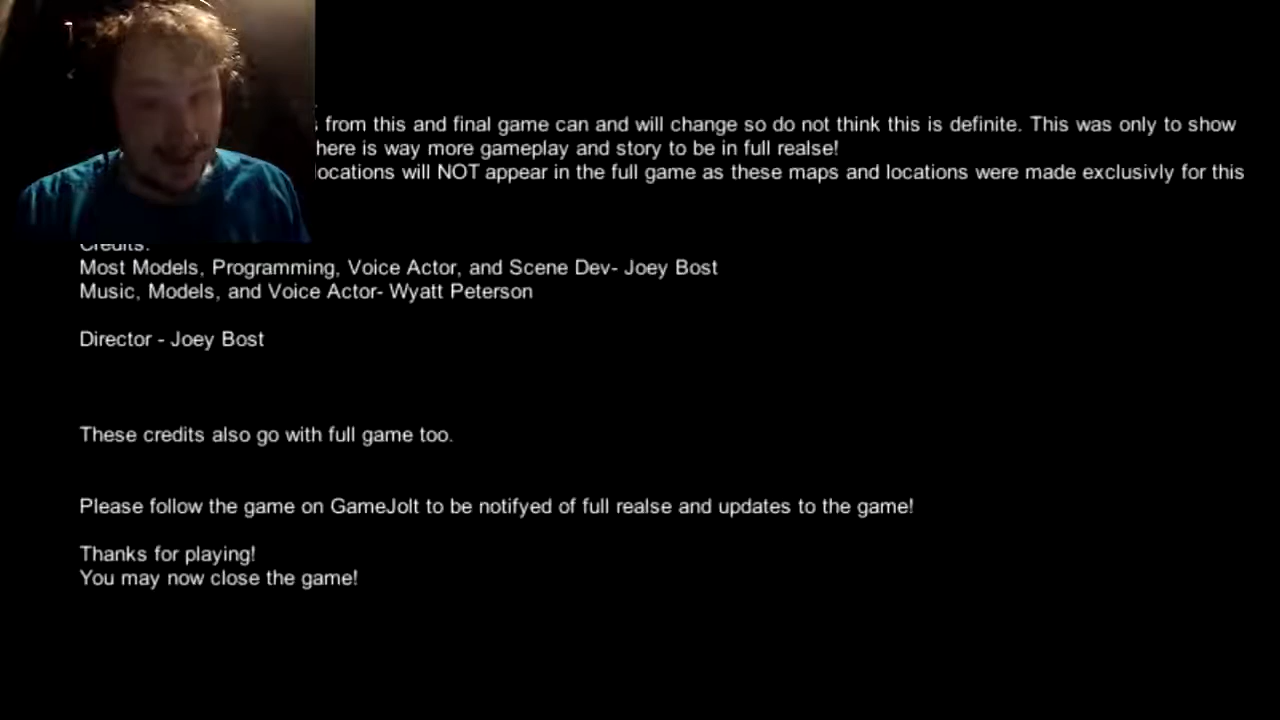 from this and final game can and will change so do not think this is definite. This was only to show
here is way more gameplay and story to be in full realse!
locations will NOT appear in the full game as these maps and locations were made exclusivly for this
Credits:
Most Models, Programming, Voice Actor, and Scene Dev- Joey Bost
Music, Models, and Voice Actor- Wyatt Peterson
Director - Joey Bost
These credits also go with full game too.
Please follow the game on GameJolt to be notifyed of full realse and updates to the game!
Thanks for playing!
You may now close the game!